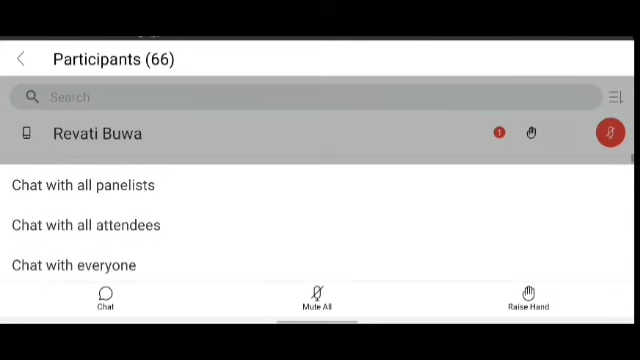 Participants (66)
Search
Revati Buwa
1
Chat with all panelists
Chat with all attendees
Chat with everyone
Chat
Mute All
Raise Hand